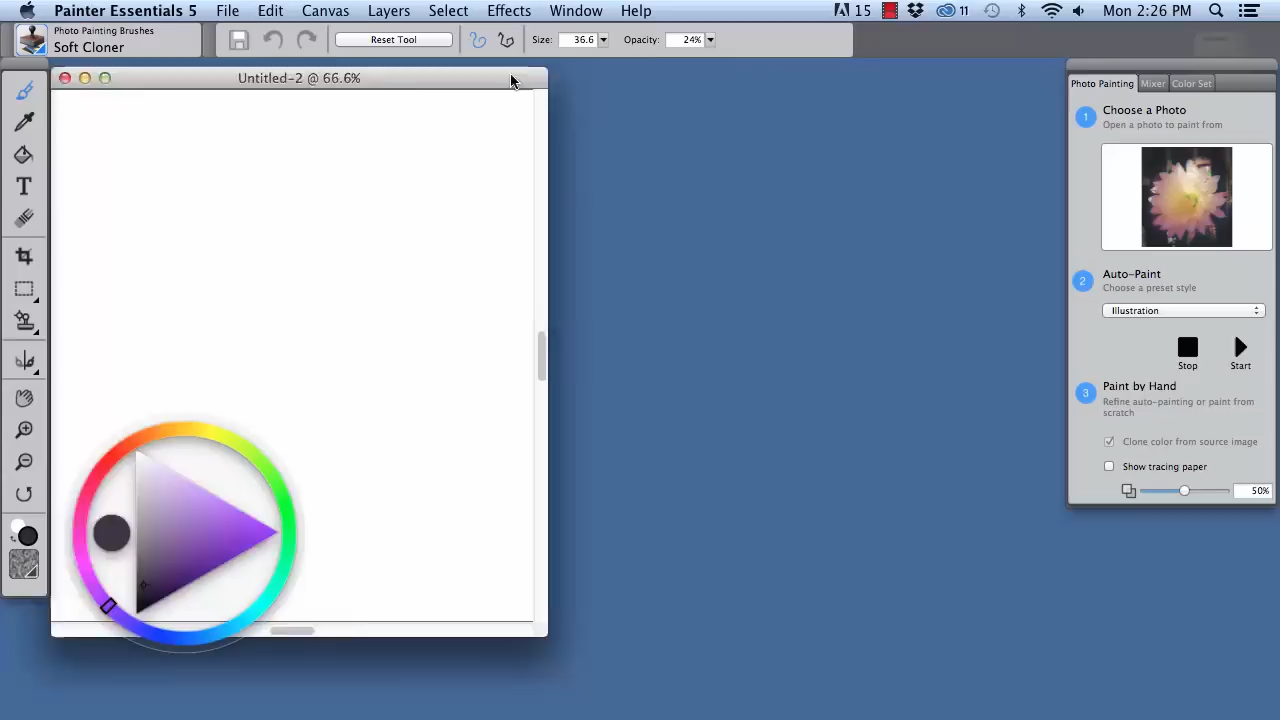 Painter Essentials 5 File Edit Canvas Layers Select Effects Window Help 15 11 Mon 2:26 PM
Photo Painting Brushes
Soft Cloner
Reset Tool Size: 36.6 Opacity: 24%
Untitled-2 @ 66.6%
Photo Painting Mixer Color Set
1 Choose a Photo
Open a photo to paint from
2 Auto-Paint
Choose a preset style
Illustration
Stop Start
3 Paint by Hand
Refine auto-painting or paint from
scratch
Clone color from source image
Show tracing paper
50%